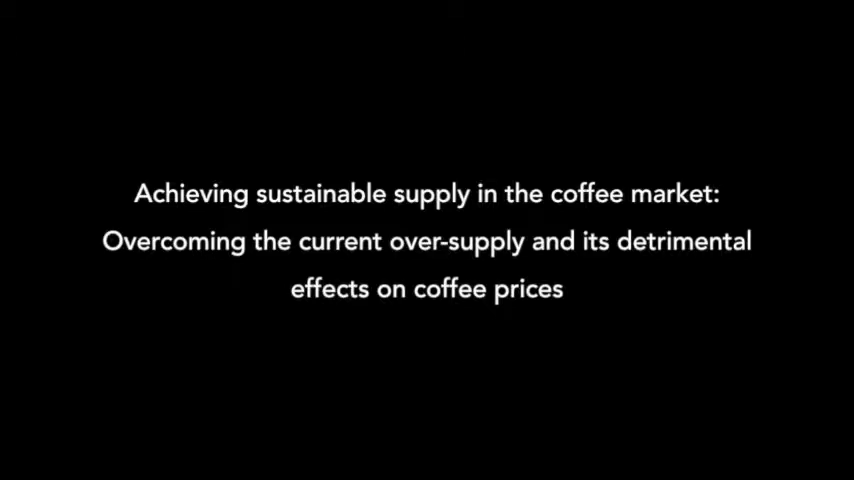 Achieving sustainable supply in the coffee market:
Overcoming the current over-supply and its detrimental
effects on coffee prices